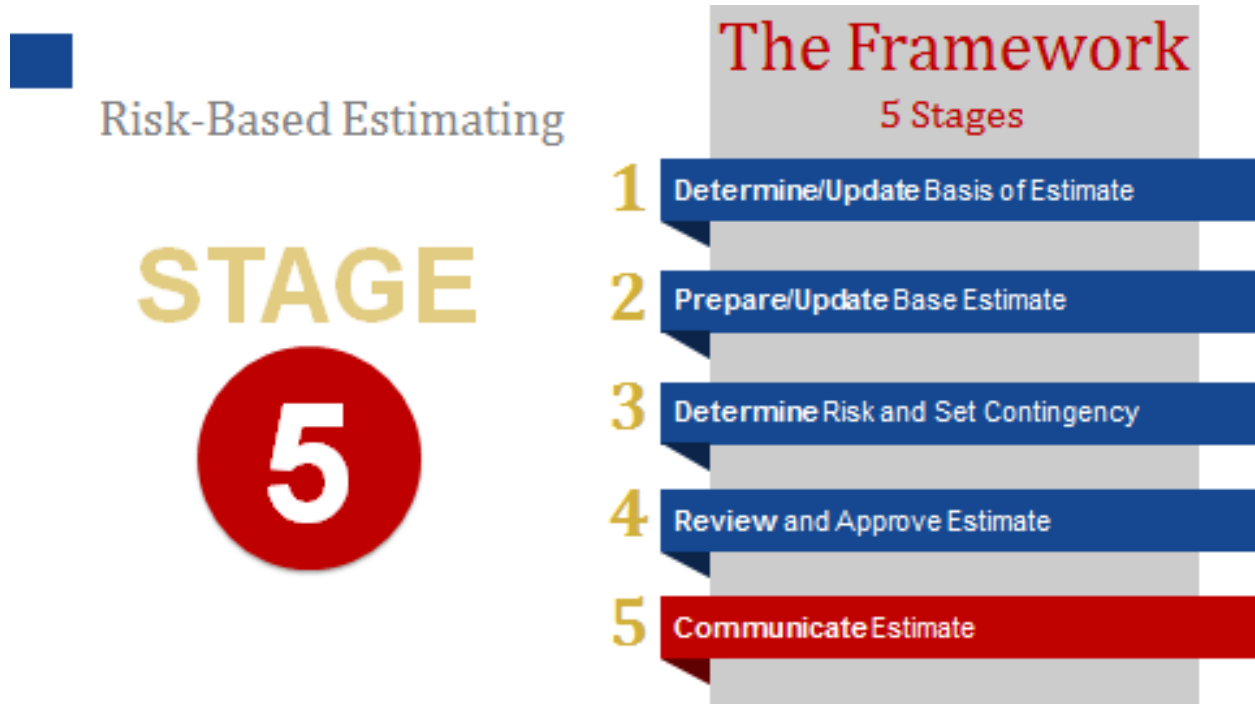 Risk-Based Estimating
STAGE
5
The Framework
5 Stages
1 Determine/Update Basis of Estimate
2 Prepare/Update Base Estimate
3 Determine Risk and Set Contingency
4 Review and Approve Estimate
5 Communicate Estimate